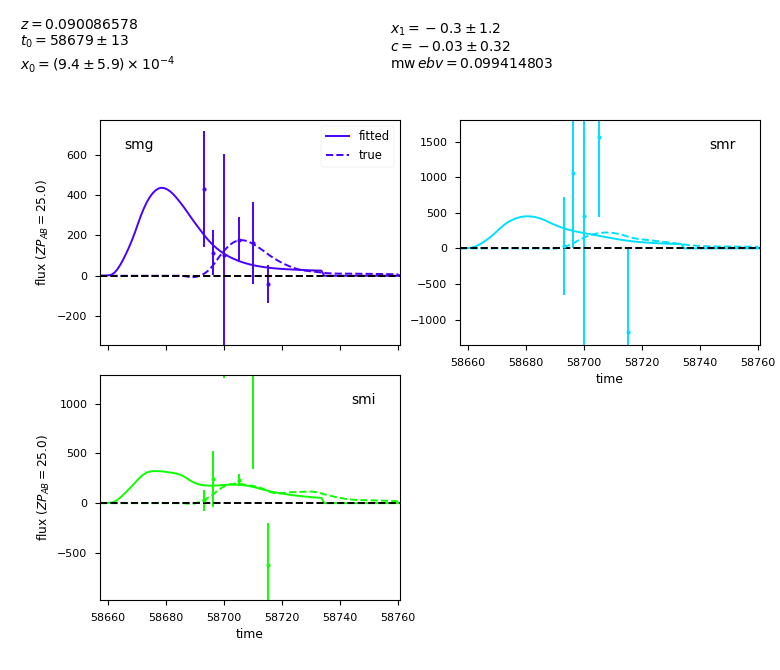 z = 0.090086578
t₀ = 58679 ± 13
x₀ = (9.4 ± 5.9) × 10⁻⁴
x₁ = −0.3 ± 1.2
c = −0.03 ± 0.32
mw ebv = 0.099414803
smg
fitted
true
600
400
200
0
−200
flux (ZP_AB = 25.0)
smr
1500
1000
500
0
−500
−1000
58660 58680 58700 58720 58740 58760
time
smi
1000
500
0
−500
flux (ZP_AB = 25.0)
58660 58680 58700 58720 58740 58760
time